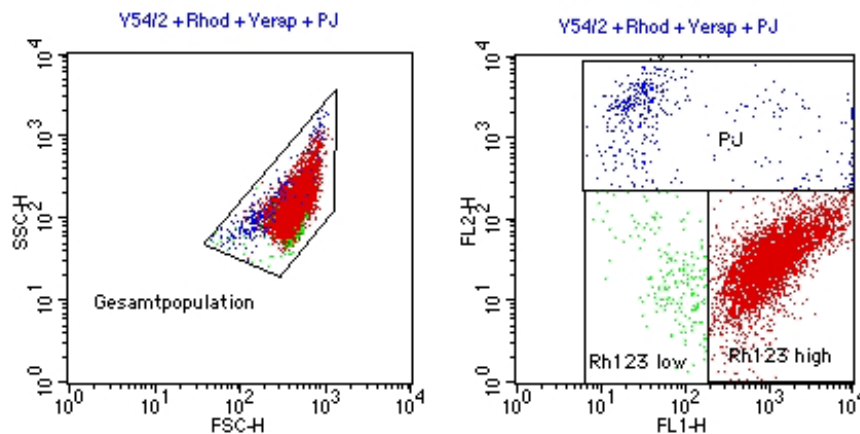 Y54/2 + Rhod + Verap + PJ
10^4
10^3
10^2
10^1
10^0
SSC-H
Gesamtpopulation
10^0 10^1 10^2 10^3 10^4
FSC-H
Y54/2 + Rhod + Verap + PJ
10^4
10^3
10^2
10^1
10^0
FL2-H
PJ
Rh123 low
Rh123 high
10^0 10^1 10^2 10^3 10^4
FL1-H